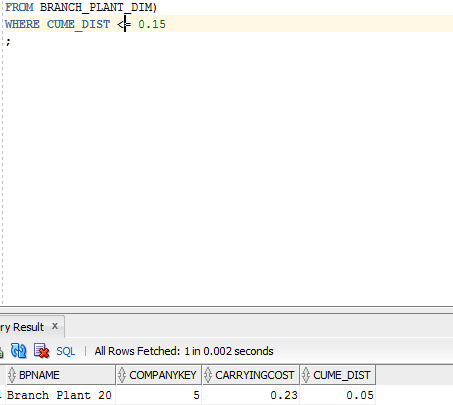 FROM BRANCH_PLANT_DIM)
WHERE CUME_DIST <= 0.15
;
ry Result x
SQL | All Rows Fetched: 1 in 0.002 seconds
BPNAME COMPANYKEY CARRYINGCOST CUME_DIST
Branch Plant 20 5 0.23 0.05